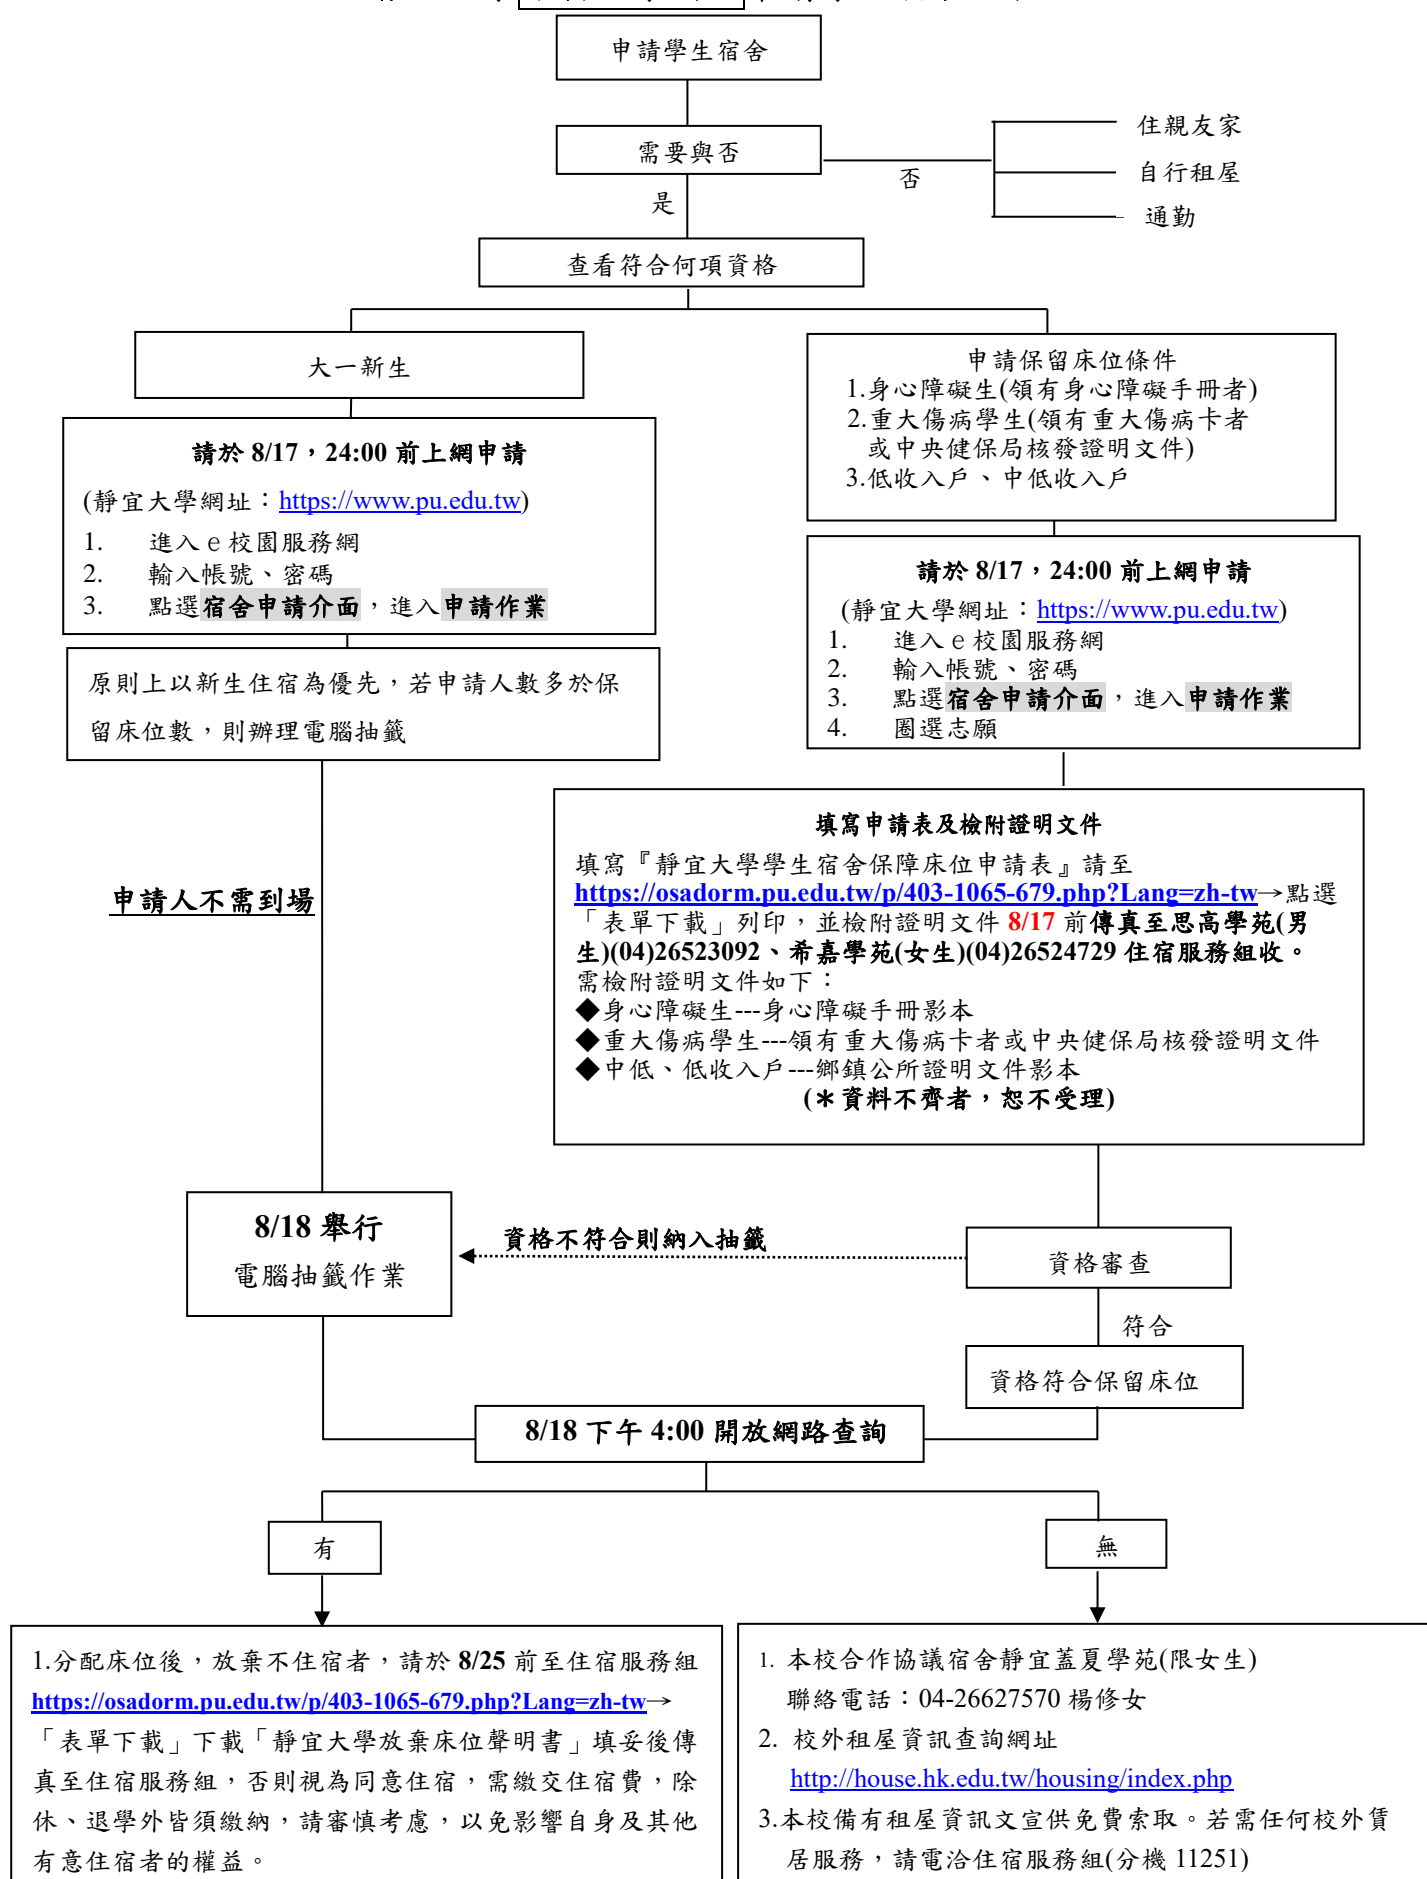 申請學生宿舍
需要與否
否
住親友家
自行租屋
通勤
是
查看符合何項資格
大一新生
請於 8/17，24:00 前上網申請
(靜宜大學網址：https://www.pu.edu.tw)
1. 進入 e 校園服務網
2. 輸入帳號、密碼
3. 點選宿舍申請介面，進入申請作業
原則上以新生住宿為優先，若申請人數多於保
留床位數，則辦理電腦抽籤
申請人不需到場
申請保留床位條件
1.身心障礙生(領有身心障礙手冊者)
2.重大傷病學生(領有重大傷病卡者
或中央健保局核發證明文件)
3.低收入戶、中低收入戶
請於 8/17，24:00 前上網申請
(靜宜大學網址：https://www.pu.edu.tw)
1. 進入 e 校園服務網
2. 輸入帳號、密碼
3. 點選宿舍申請介面，進入申請作業
4. 圈選志願
填寫申請表及檢附證明文件
填寫『靜宜大學學生宿舍保障床位申請表』請至
https://osadorm.pu.edu.tw/p/403-1065-679.php?Lang=zh-tw→點選
「表單下載」列印，並檢附證明文件 8/17 前傳真至思高學苑(男
生)(04)26523092、希嘉學苑(女生)(04)26524729 住宿服務組收。
需檢附證明文件如下：
◆身心障礙生---身心障礙手冊影本
◆重大傷病學生---領有重大傷病卡者或中央健保局核發證明文件
◆中低、低收入戶---鄉鎮公所證明文件影本
(＊資料不齊者，恕不受理)
8/18 舉行
電腦抽籤作業
資格不符合則納入抽籤
資格審查
符合
資格符合保留床位
8/18 下午 4:00 開放網路查詢
有
無
1.分配床位後，放棄不住宿者，請於 8/25 前至住宿服務組
https://osadorm.pu.edu.tw/p/403-1065-679.php?Lang=zh-tw→
「表單下載」下載「靜宜大學放棄床位聲明書」填妥後傳
真至住宿服務組，否則視為同意住宿，需繳交住宿費，除
休、退學外皆須繳納，請審慎考慮，以免影響自身及其他
有意住宿者的權益。
1. 本校合作協議宿舍靜宜蓋夏學苑(限女生)
聯絡電話：04-26627570 楊修女
2. 校外租屋資訊查詢網址
http://house.hk.edu.tw/housing/index.php
3.本校備有租屋資訊文宣供免費索取。若需任何校外賃
居服務，請電洽住宿服務組(分機 11251)